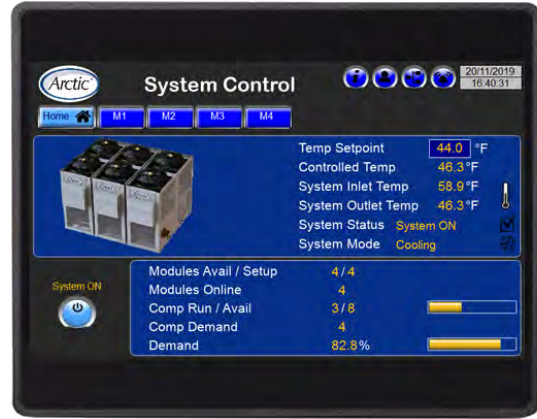 Arctic
System Control
20/11/2019
16:40:31
Home M1 M2 M3 M4
Temp Setpoint 44.0 °F
Controlled Temp 46.3°F
System Inlet Temp 58.9°F
System Outlet Temp 46.3°F
System Status System ON
System Mode Cooling
System ON
Modules Avail / Setup 4 / 4
Modules Online 4
Comp Run / Avail 3 / 8
Comp Demand 4
Demand 82.8%